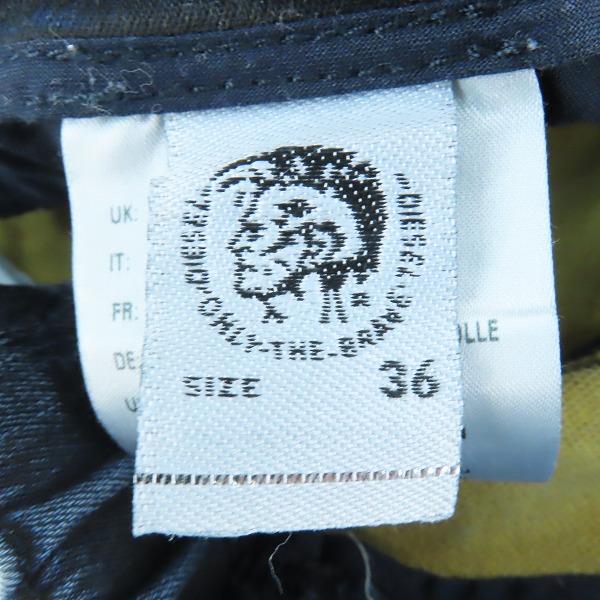 DIESEL
DIESEL
ONLY-THE-BRAVE
SIZE 36
UK:
IT:
FR:
DE